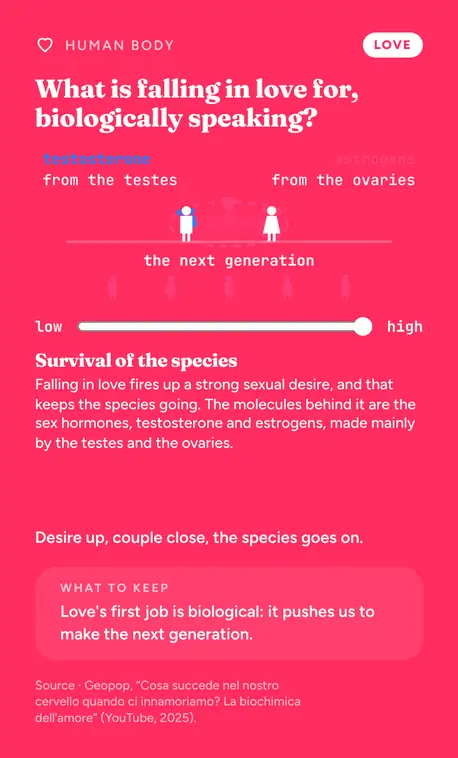 HUMAN BODY
LOVE
What is falling in love for,
biologically speaking?
testosterone
estrogens
from the testes
from the ovaries
the next generation
low
high
Survival of the species
Falling in love fires up a strong sexual desire, and that
keeps the species going. The molecules behind it are the
sex hormones, testosterone and estrogens, made mainly
by the testes and the ovaries.
Desire up, couple close, the species goes on.
WHAT TO KEEP
Love's first job is biological: it pushes us to
make the next generation.
Source · Geopop, "Cosa succede nel nostro
cervello quando ci innamoriamo? La biochimica
dell'amore" (YouTube, 2025).